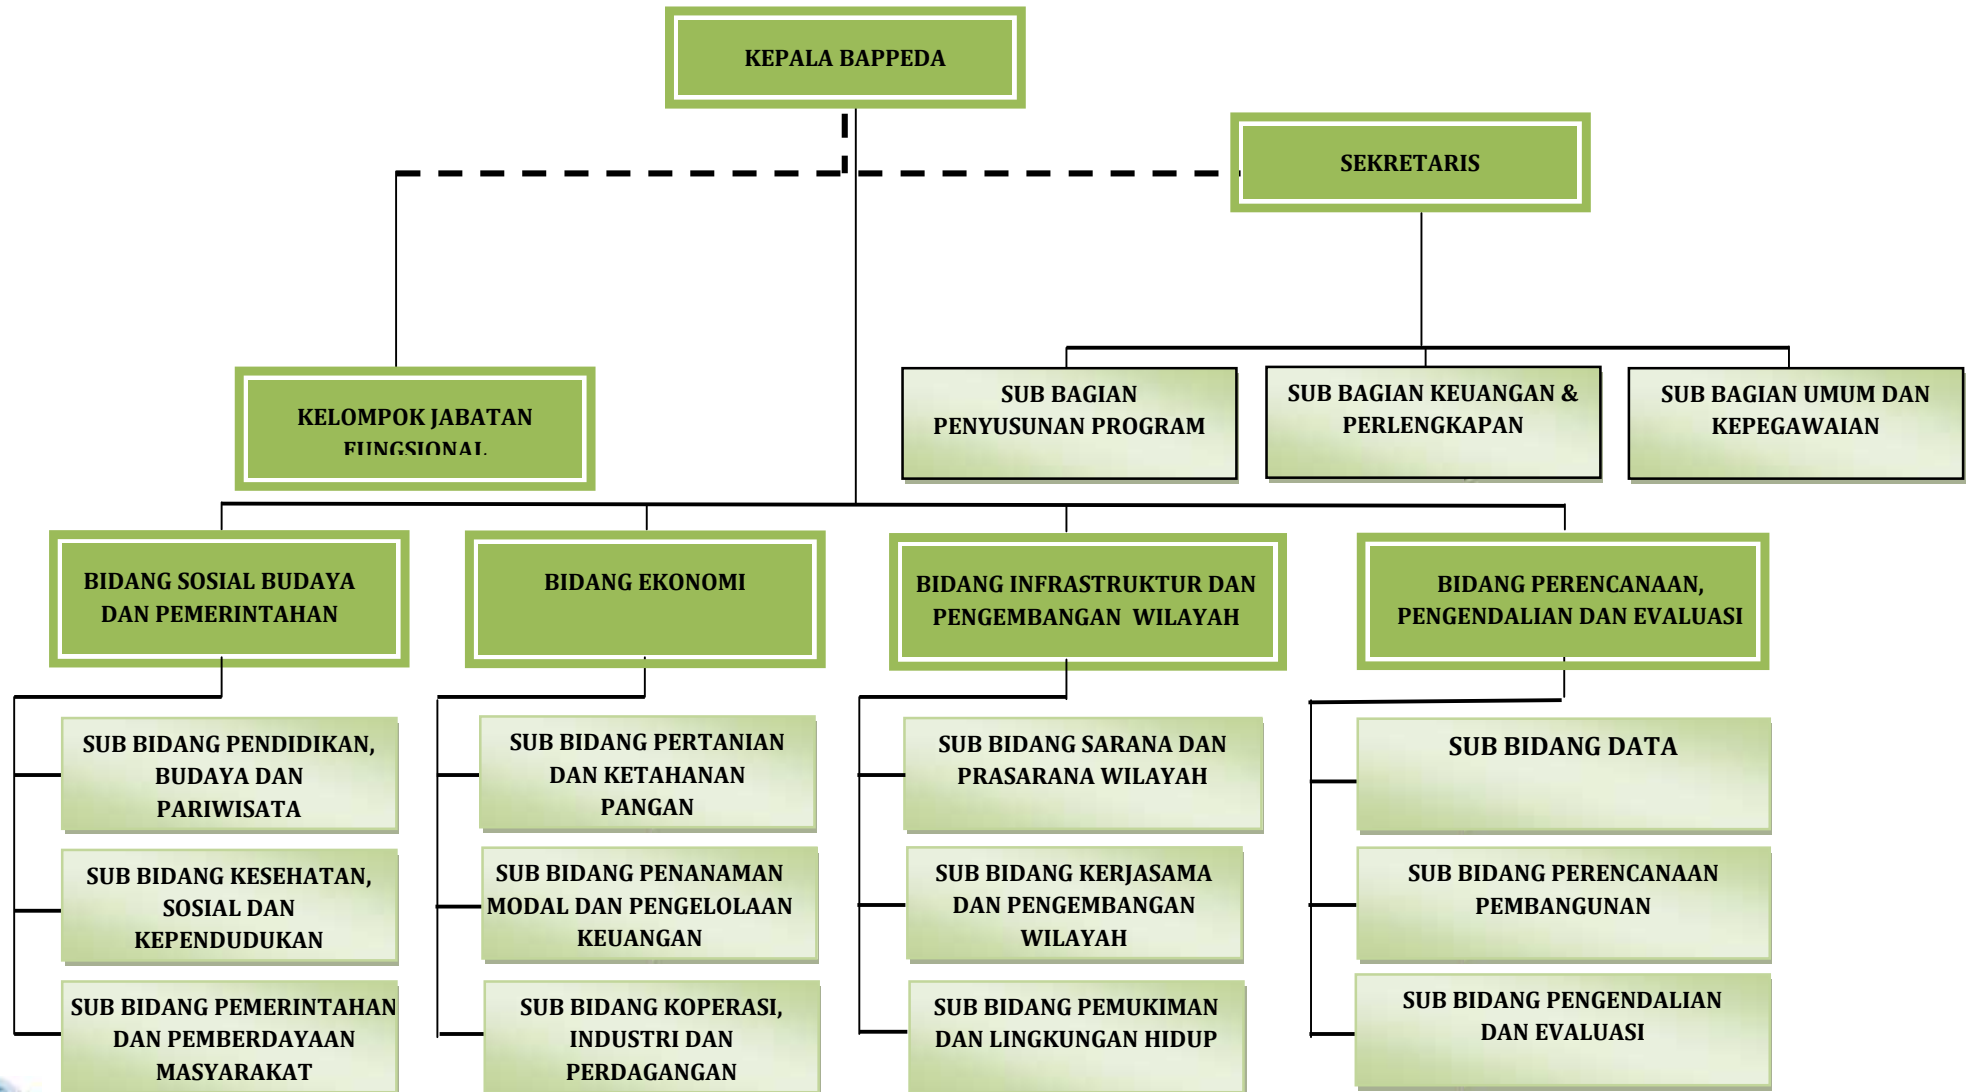 KEPALA BAPPEDA
SEKRETARIS
KELOMPOK JABATAN
FUNGSIONAL
SUB BAGIAN
PENYUSUNAN PROGRAM
SUB BAGIAN KEUANGAN &
PERLENGKAPAN
SUB BAGIAN UMUM DAN
KEPEGAWAIAN
BIDANG SOSIAL BUDAYA
DAN PEMERINTAHAN
BIDANG EKONOMI
BIDANG INFRASTRUKTUR DAN
PENGEMBANGAN WILAYAH
BIDANG PERENCANAAN,
PENGENDALIAN DAN EVALUASI
SUB BIDANG PENDIDIKAN,
BUDAYA DAN
PARIWISATA
SUB BIDANG PERTANIAN
DAN KETAHANAN
PANGAN
SUB BIDANG SARANA DAN
PRASARANA WILAYAH
SUB BIDANG DATA
SUB BIDANG KESEHATAN,
SOSIAL DAN
KEPENDUDUKAN
SUB BIDANG PENANAMAN
MODAL DAN PENGELOLAAN
KEUANGAN
SUB BIDANG KERJASAMA
DAN PENGEMBANGAN
WILAYAH
SUB BIDANG PERENCANAAN
PEMBANGUNAN
SUB BIDANG PEMERINTAHAN
DAN PEMBERDAYAAN
MASYARAKAT
SUB BIDANG KOPERASI,
INDUSTRI DAN
PERDAGANGAN
SUB BIDANG PEMUKIMAN
DAN LINGKUNGAN HIDUP
SUB BIDANG PENGENDALIAN
DAN EVALUASI